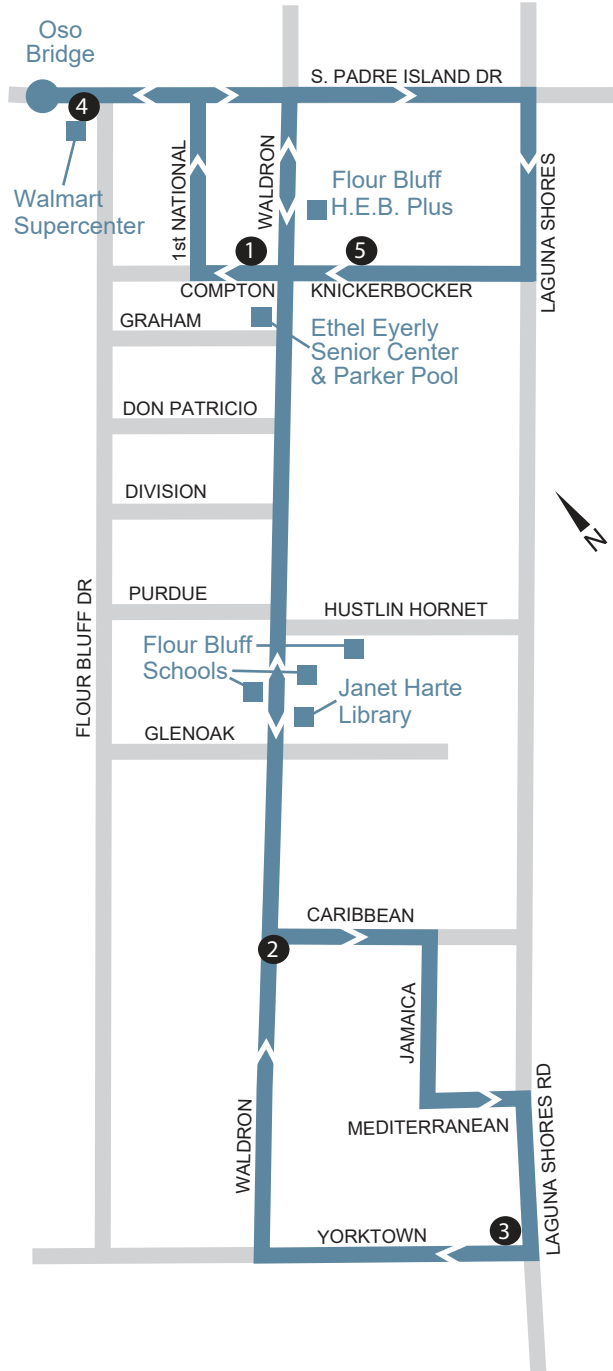 Oso
Bridge
S. PADRE ISLAND DR
4
Walmart
Supercenter
1st NATIONAL
WALDRON
Flour Bluff
H.E.B. Plus
LAGUNA SHORES
1
5
COMPTON
KNICKERBOCKER
GRAHAM
Ethel Eyerly
Senior Center
& Parker Pool
DON PATRICIO
DIVISION
N
FLOUR BLUFF DR
PURDUE
HUSTLIN HORNET
Flour Bluff
Schools
Janet Harte
Library
GLENOAK
CARIBBEAN
2
JAMAICA
MEDITERRANEAN
WALDRON
LAGUNA SHORES RD
YORKTOWN
3